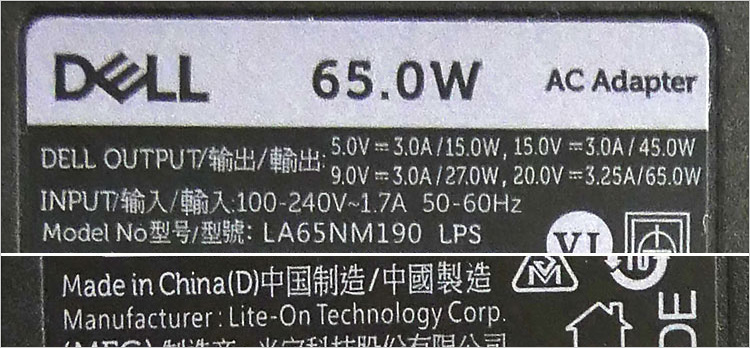 DELL 65.0W AC Adapter
DELL OUTPUT/输出/輸出: 5.0V⎓3.0A/15.0W, 15.0V⎓3.0A/45.0W
9.0V⎓3.0A/27.0W, 20.0V⎓3.25A/65.0W
INPUT/输入/輸入:100-240V~1.7A 50-60Hz
Model No型号/型號: LA65NM190 LPS
VI
Made in China(D)中国制造/中國製造
Manufacturer: Lite-On Technology Corp.